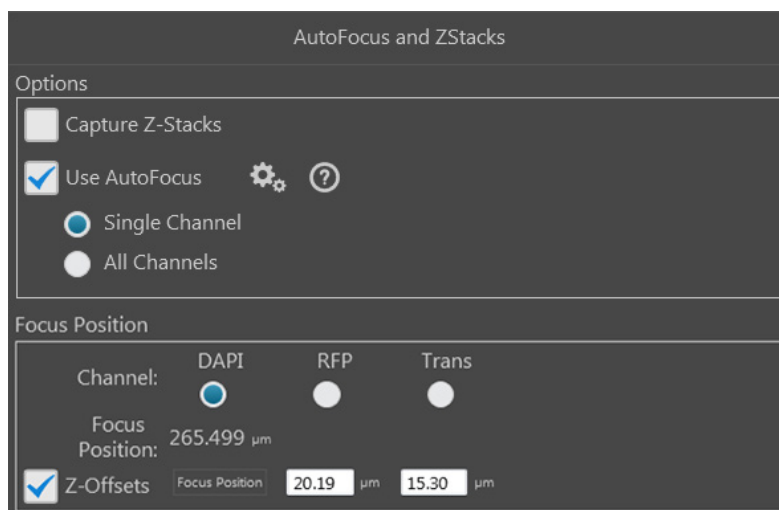 AutoFocus and ZStacks
Options
Capture Z-Stacks
Use AutoFocus ?
Single Channel
All Channels
Focus Position
DAPI RFP Trans
Channel:
Focus
Position: 265.499 µm
Z-Offsets Focus Position 20.19 µm 15.30 µm